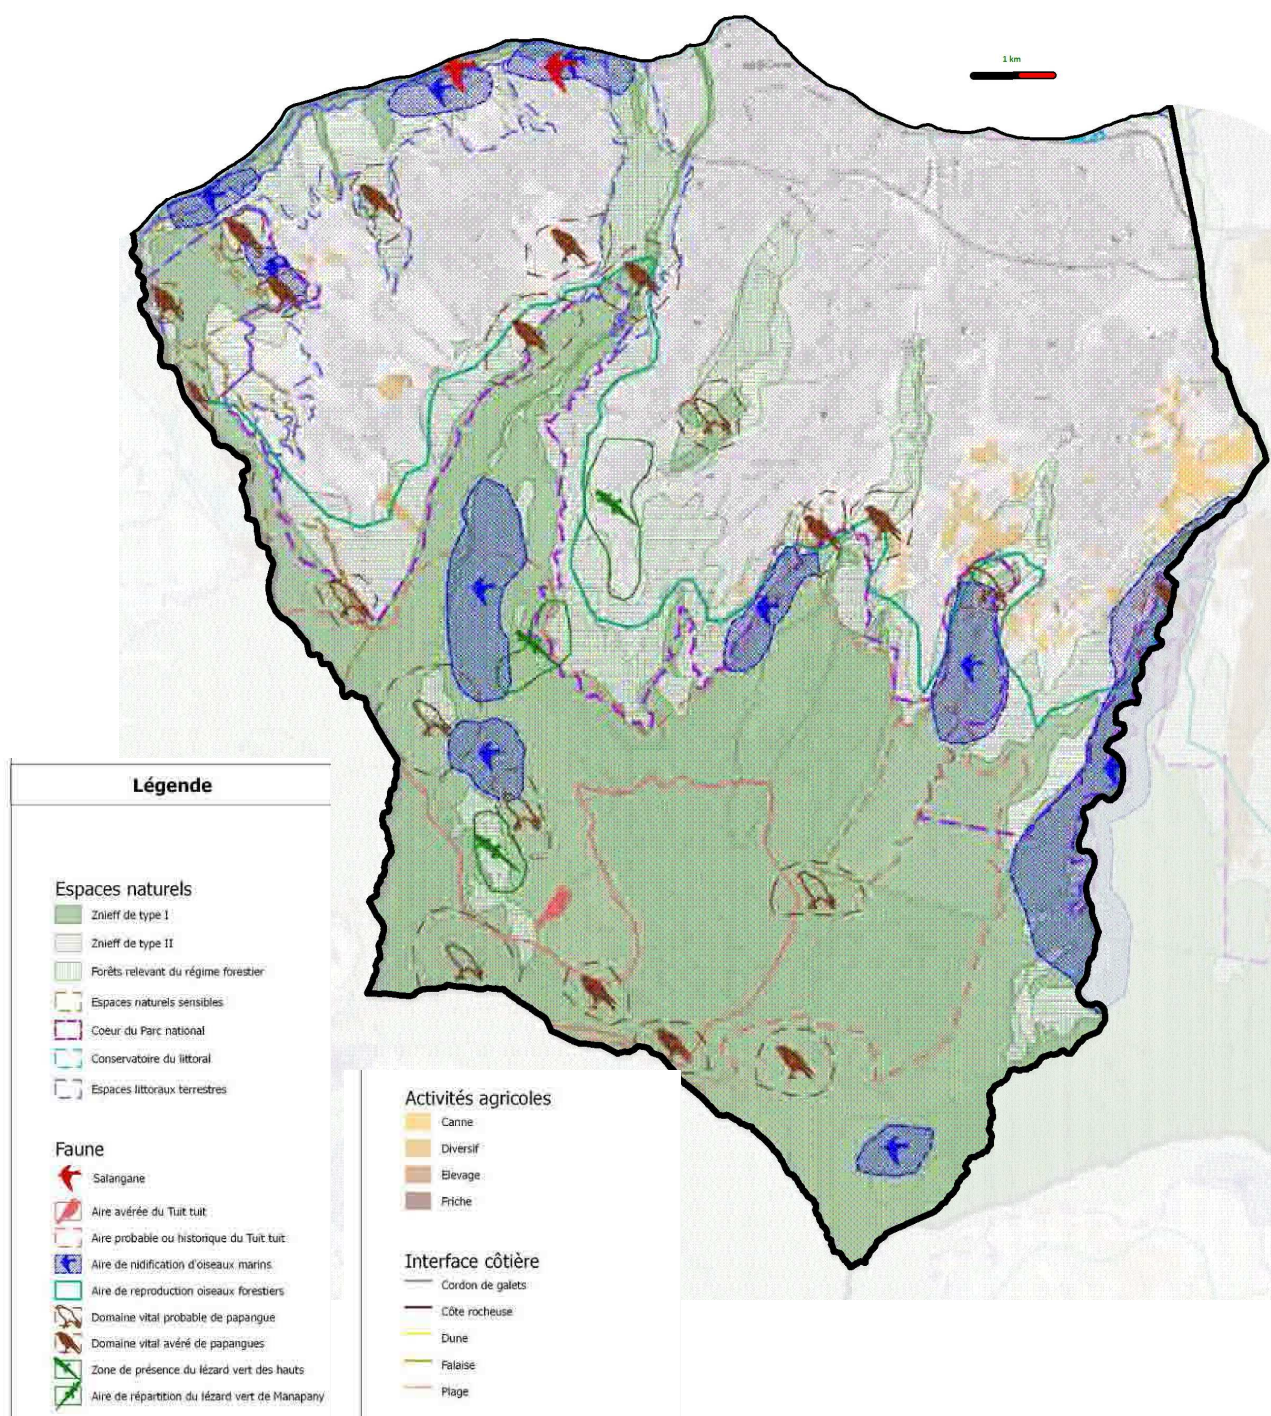 1 km
Légende
Espaces naturels
Znieff de type I
Znieff de type II
Forêts relevant du régime forestier
Espaces naturels sensibles
Coeur du Parc national
Conservatoire du littoral
Espaces littoraux terrestres
Faune
Salangane
Aire avérée du Tuit tuit
Aire probable ou historique du Tuit tuit
Aire de nidification d'oiseaux marins
Aire de reproduction oiseaux forestiers
Domaine vital probable de papangue
Domaine vital avéré de papangues
Zone de présence du lézard vert des hauts
Aire de répartition du lézard vert de Manapany
Activités agricoles
Canne
Diversif
Elevage
Friche
Interface côtière
Cordon de galets
Côte rocheuse
Dune
Falaise
Plage